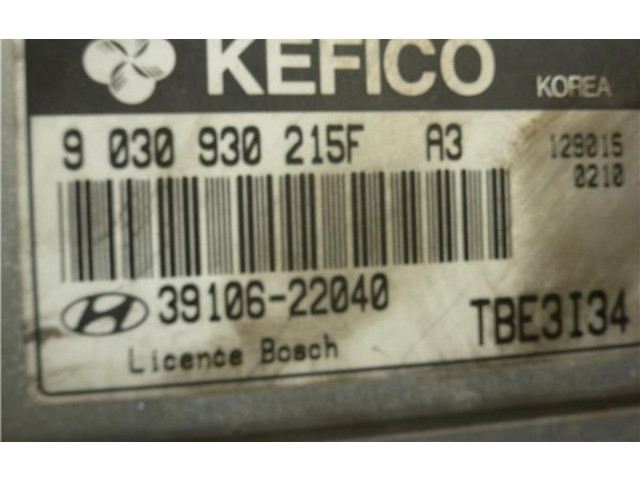 KEFICO KOREA
9 030 930 215F A3 129015
0210
39106-22040
TBE3I34
Licence Bosch